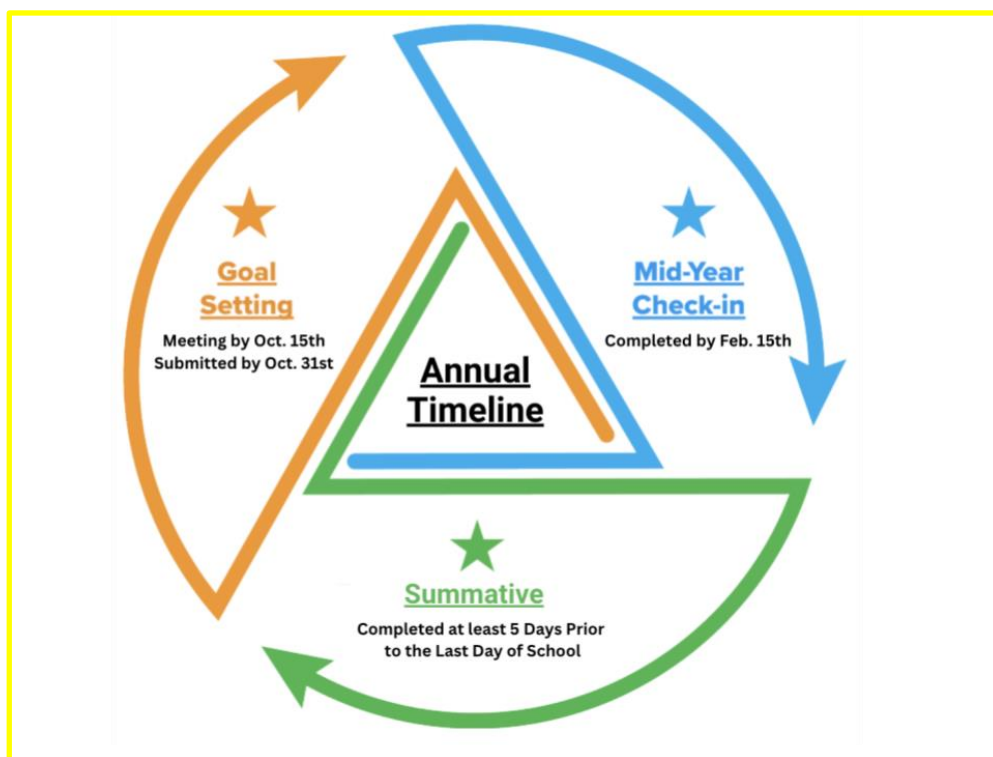 Goal
Setting
Meeting by Oct. 15th
Submitted by Oct. 31st
Mid-Year
Check-in
Completed by Feb. 15th
Annual
Timeline
Summative
Completed at least 5 Days Prior
to the Last Day of School